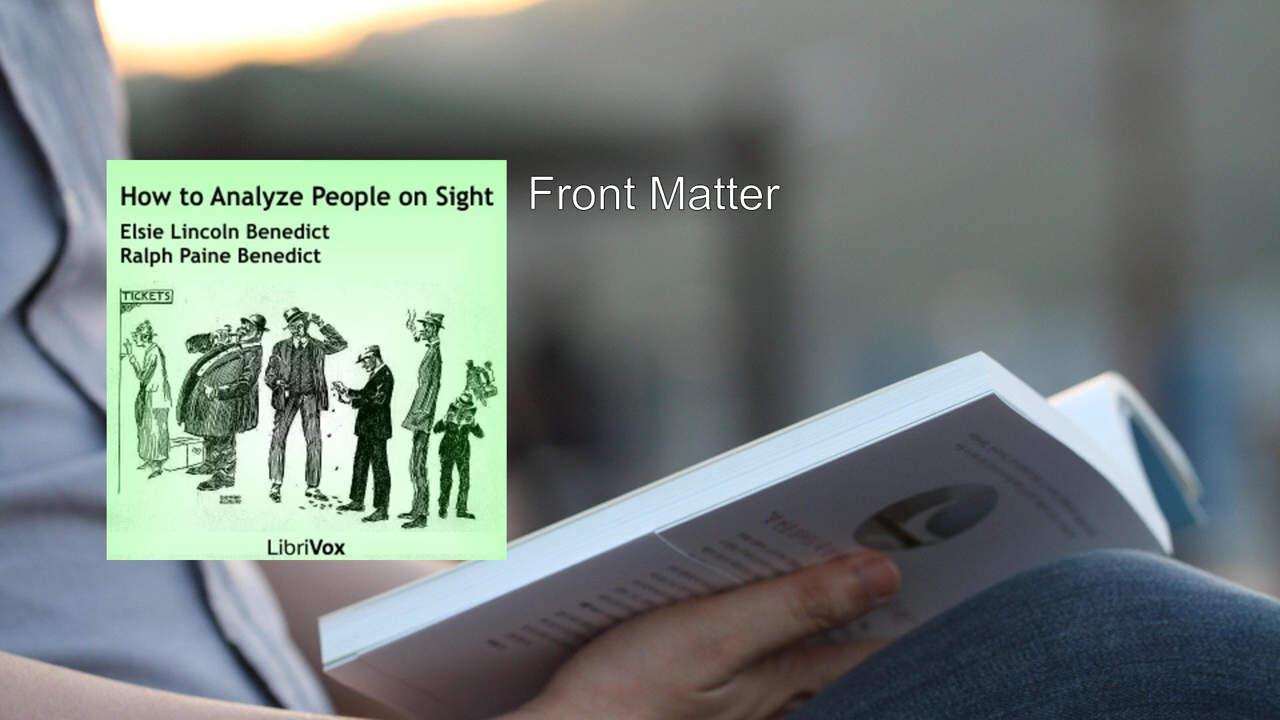 How to Analyze People on Sight
Elsie Lincoln Benedict
Ralph Paine Benedict
TICKETS
LibriVox
Front Matter